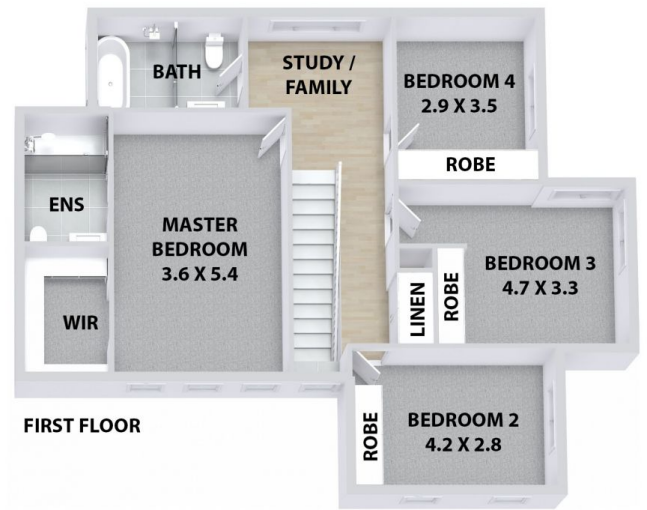 BATH
STUDY /
FAMILY
BEDROOM 4
2.9 X 3.5
ROBE
ENS
MASTER
BEDROOM
3.6 X 5.4
BEDROOM 3
4.7 X 3.3
LINEN
ROBE
WIR
BEDROOM 2
4.2 X 2.8
ROBE
FIRST FLOOR